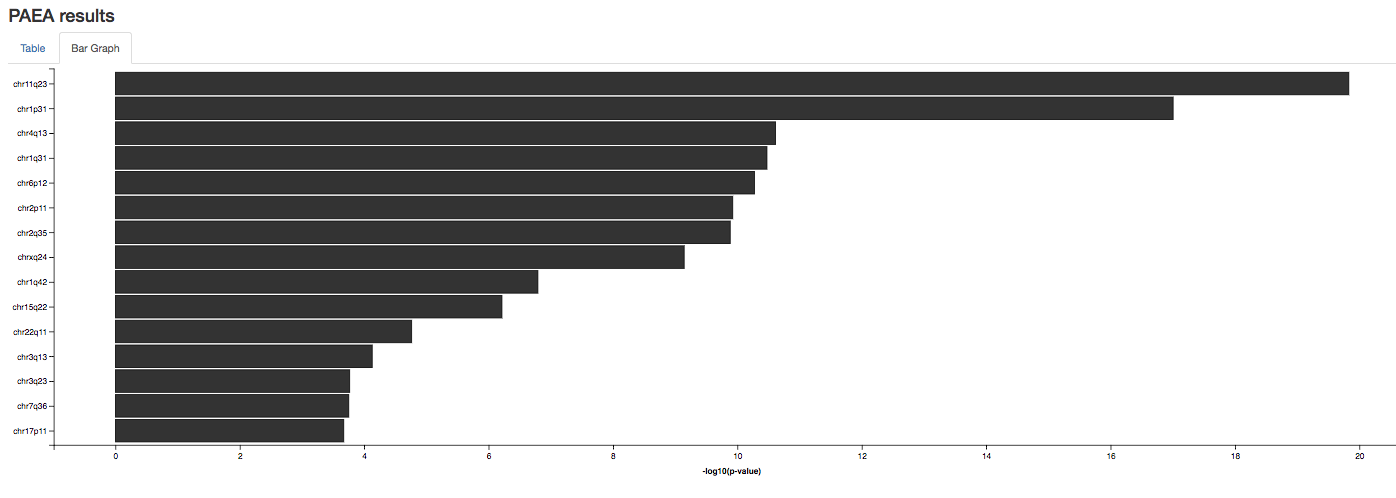 PAEA results
Table
Bar Graph
chr11q23
chr1p31
chr4q13
chr1q31
chr6p12
chr2p11
chr2q35
chrxq24
chr1q42
chr15q22
chr22q11
chr3q13
chr3q23
chr7q36
chr17p11
0 2 4 6 8 10 12 14 16 18 20
-log10(p-value)